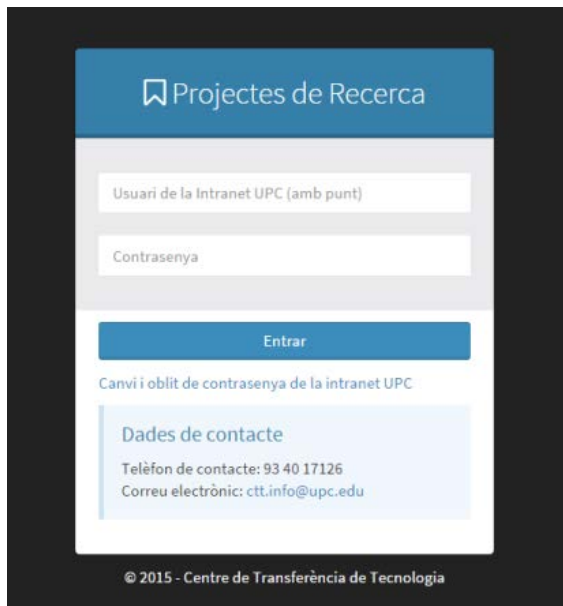 Projectes de Recerca
Usuari de la Intranet UPC (amb punt)
Contrasenya
Entrar
Canvi i oblit de contrasenya de la intranet UPC
Dades de contacte
Telèfon de contacte: 93 40 17126
Correu electrònic: ctt.info@upc.edu
© 2015 - Centre de Transferència de Tecnologia